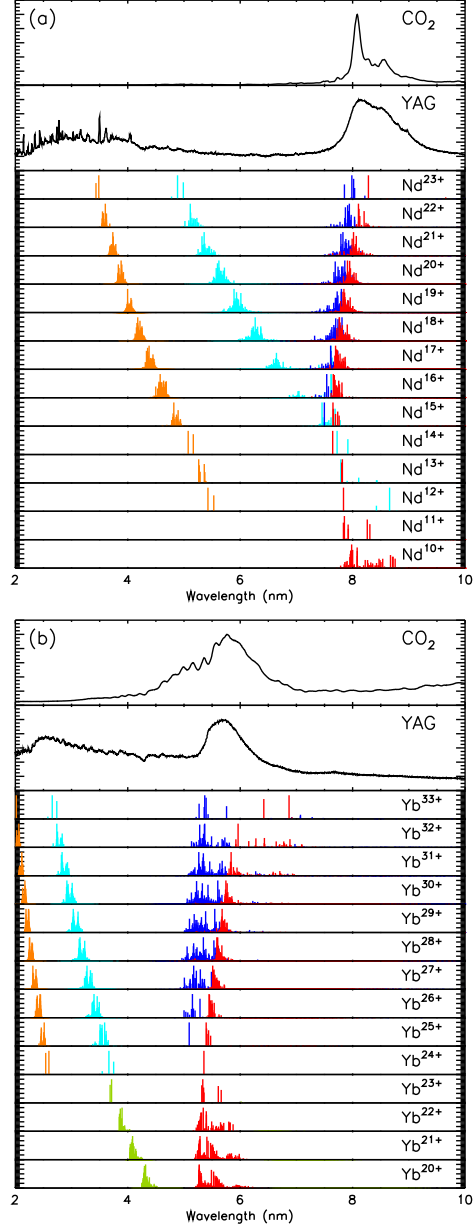 (a)
CO₂
YAG
Nd²³⁺
Nd²²⁺
Nd²¹⁺
Nd²⁰⁺
Nd¹⁹⁺
Nd¹⁸⁺
Nd¹⁷⁺
Nd¹⁶⁺
Nd¹⁵⁺
Nd¹⁴⁺
Nd¹³⁺
Nd¹²⁺
Nd¹¹⁺
Nd¹⁰⁺
2 4 6 8 10
Wavelength (nm)
(b)
CO₂
YAG
Yb³³⁺
Yb³²⁺
Yb³¹⁺
Yb³⁰⁺
Yb²⁹⁺
Yb²⁸⁺
Yb²⁷⁺
Yb²⁶⁺
Yb²⁵⁺
Yb²⁴⁺
Yb²³⁺
Yb²²⁺
Yb²¹⁺
Yb²⁰⁺
2 4 6 8 10
Wavelength (nm)